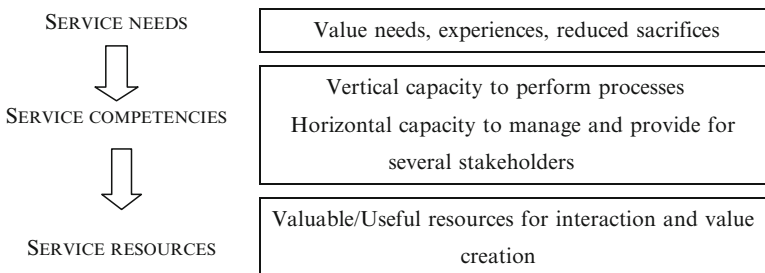 SERVICE NEEDS
Value needs, experiences, reduced sacrifices
SERVICE COMPETENCIES
Vertical capacity to perform processes
Horizontal capacity to manage and provide for
several stakeholders
SERVICE RESOURCES
Valuable/Useful resources for interaction and value
creation